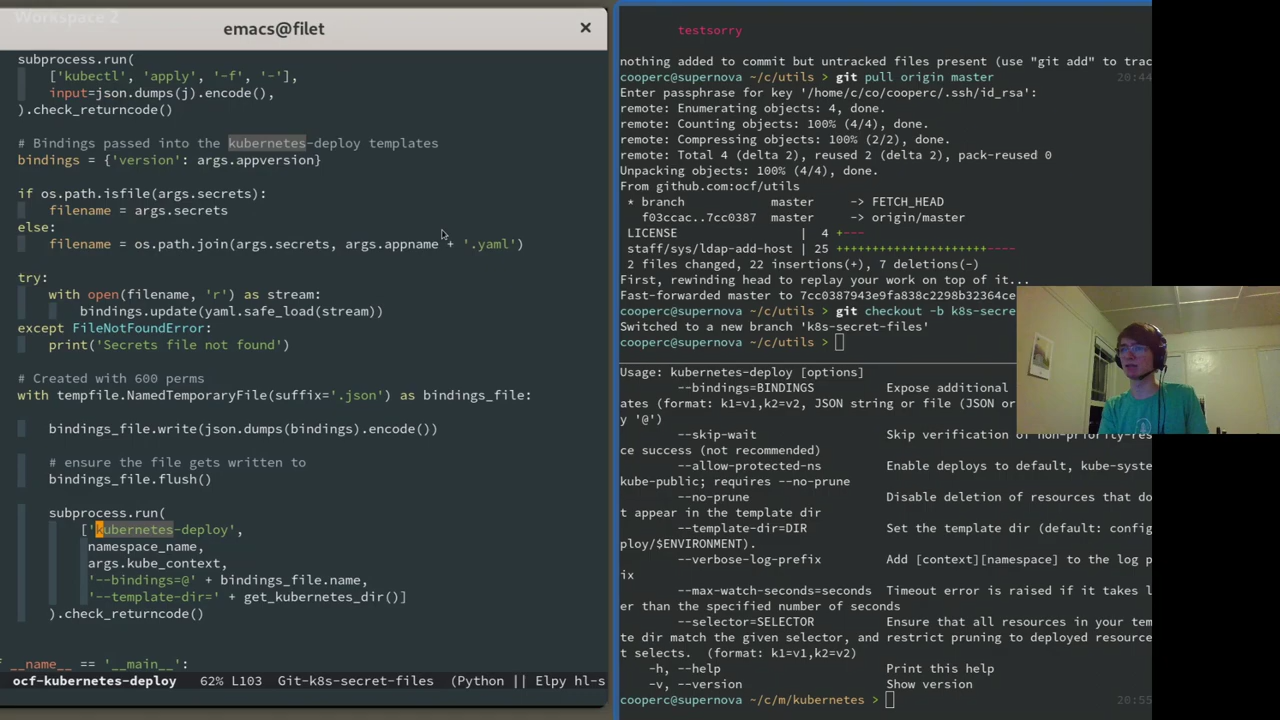 Workspace 2
emacs@filet
subprocess.run(
['kubectl', 'apply', '-f', '-'],
input=json.dumps(j).encode(),
).check_returncode()
# Bindings passed into the kubernetes-deploy templates
bindings = {'version': args.appversion}
if os.path.isfile(args.secrets):
filename = args.secrets
else:
filename = os.path.join(args.secrets, args.appname + '.yaml')
try:
with open(filename, 'r') as stream:
bindings.update(yaml.safe_load(stream))
except FileNotFoundError:
print('Secrets file not found')
# Created with 600 perms
with tempfile.NamedTemporaryFile(suffix='.json') as bindings_file:
bindings_file.write(json.dumps(bindings).encode())
# ensure the file gets written to
bindings_file.flush()
subprocess.run(
['kubernetes-deploy',
namespace_name,
args.kube_context,
'--bindings=@' + bindings_file.name,
'--template-dir=' + get_kubernetes_dir()]
).check_returncode()
f __name__ == '__main__':
ocf-kubernetes-deploy 62% L103 Git-k8s-secret-files (Python || Elpy hl-s
testsorry
nothing added to commit but untracked files present (use "git add" to trac
cooperc@supernova ~/c/utils > git pull origin master 20:44
Enter passphrase for key '/home/c/co/cooperc/.ssh/id_rsa':
remote: Enumerating objects: 4, done.
remote: Counting objects: 100% (4/4), done.
remote: Compressing objects: 100% (2/2), done.
remote: Total 4 (delta 2), reused 2 (delta 2), pack-reused 0
Unpacking objects: 100% (4/4), done.
From github.com:ocf/utils
* branch master -> FETCH_HEAD
f03ccac..7cc0387 master -> origin/master
LICENSE | 4 +---
staff/sys/ldap-add-host | 25 +++++++++++++++++++++----
2 files changed, 22 insertions(+), 7 deletions(-)
First, rewinding head to replay your work on top of it...
Fast-forwarded master to 7cc0387943e9fa838c2298b32364ce
cooperc@supernova ~/c/utils > git checkout -b k8s-secre
Switched to a new branch 'k8s-secret-files'
cooperc@supernova ~/c/utils >
Usage: kubernetes-deploy [options]
--bindings=BINDINGS Expose additional
ates (format: k1=v1,k2=v2, JSON string or file (JSON or
y '@')
--skip-wait Skip verification of non-priority-res
ce success (not recommended)
--allow-protected-ns Enable deploys to default, kube-syste
kube-public; requires --no-prune
--no-prune Disable deletion of resources that do
t appear in the template dir
--template-dir=DIR Set the template dir (default: config
ploy/$ENVIRONMENT).
--verbose-log-prefix Add [context][namespace] to the log p
ix
--max-watch-seconds=seconds Timeout error is raised if it takes l
er than the specified number of seconds
--selector=SELECTOR Ensure that all resources in your tem
te dir match the given selector, and restrict pruning to deployed resource
t selects. (format: k1=v1,k2=v2)
-h, --help Print this help
-v, --version Show version
cooperc@supernova ~/c/m/kubernetes > 20:55